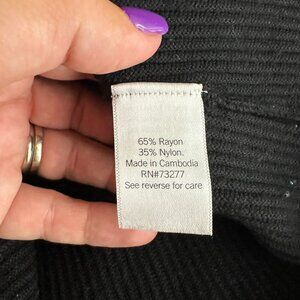 65% Rayon
35% Nylon.
Made in Cambodia
RN#73277
See reverse for care